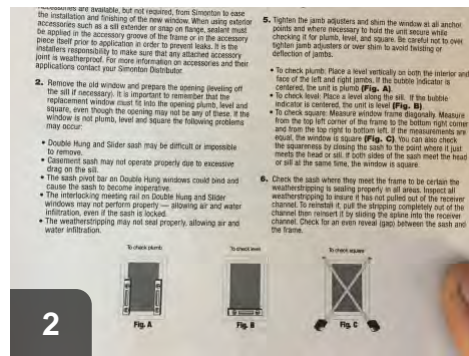 accessories are available, but not required, from Simonton to ease
the installation and finishing of the new window. When using exterior
accessories such as a sill extender or snap on flange, sealant must
be applied in the accessory groove of the frame or in the accessory
piece itself prior to application in order to prevent leaks. It is the
installers responsibility to make sure that any attached accessory
joint is weatherproof. For more information on accessories and their
applications contact your Simonton Distributor.
2. Remove the old window and prepare the opening (leveling off
the sill if necessary). It is important to remember that the
replacement window must fit into the opening plumb, level and
square, even though the opening may not be any of these. If the
window is not plumb, level and square the following problems
may occur:
• Double Hung and Slider sash may be difficult or impossible
to remove.
• Casement sash may not operate properly due to excessive
drag on the sill.
• The sash pivot bar on Double Hung windows could bind and
cause the sash to become inoperative.
• The interlocking meeting rail on Double Hung and Slider
windows may not perform properly — allowing air and water
infiltration, even if the sash is locked.
• The weatherstripping may not seal properly, allowing air and
water infiltration.
5. Tighten the jamb adjusters and shim the window at all anchor
points and where necessary to hold the unit secure while
checking it for plumb, level, and square. Be careful not to over
tighten jamb adjusters or over shim to avoid twisting or
deflection of jambs.
• To check plumb: Place a level vertically on both the interior and
face of the left and right jambs. If the bubble indicator is
centered, the unit is plumb (Fig. A)
• To check level: Place a level along the sill. If the bubble
indicator is centered, the unit is level (Fig. B)
• To check square: Measure window frame diagonally. Measure
from the top left corner of the frame to the bottom right corner
and from the top right to bottom left. If the measurements are
equal, the window is square (Fig. C). You can also check
the squareness by closing the sash to the point where it just
meets the head or sill. If both sides of the sash meet the head
or sill at the same time, the window is square.
6. Check the sash where they meet the frame to be certain the
weatherstripping is sealing properly in all areas. Inspect all
weatherstripping to insure it has not pulled out of the receiver
channel. To reinstall it, pull the stripping completely out of the
channel then reinsert it by sliding the spline into the receiver
channel. Check for an even reveal (gap) between the sash and
the frame.
To check plumb
To check level
To check square
Fig. A
Fig. B
Fig. C
2